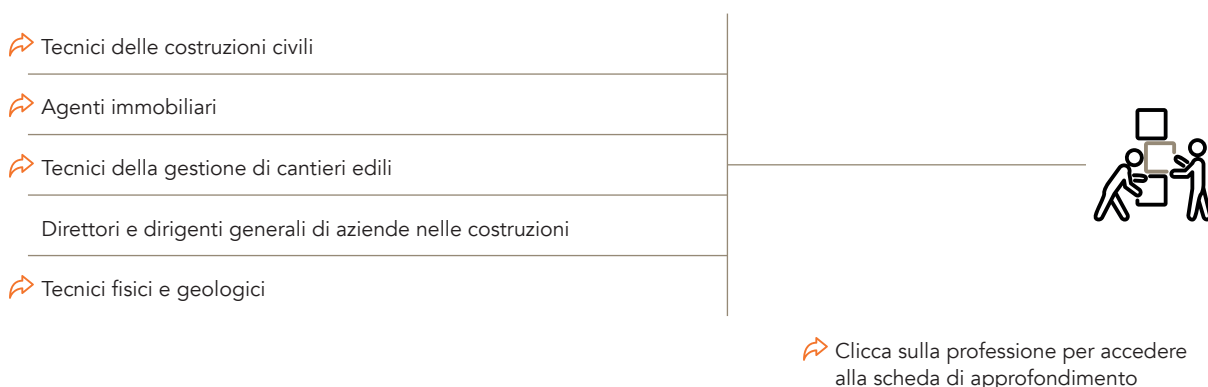 Tecnici delle costruzioni civili
Agenti immobiliari
Tecnici della gestione di cantieri edili
Direttori e dirigenti generali di aziende nelle costruzioni
Tecnici fisici e geologici
Clicca sulla professione per accedere
alla scheda di approfondimento